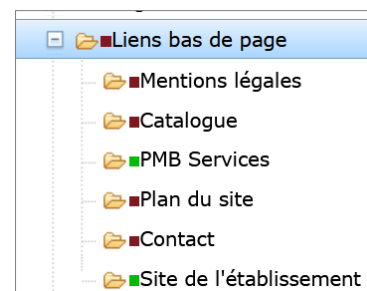 Liens bas de page
Mentions légales
Catalogue
PMB Services
Plan du site
Contact
Site de l'établissement